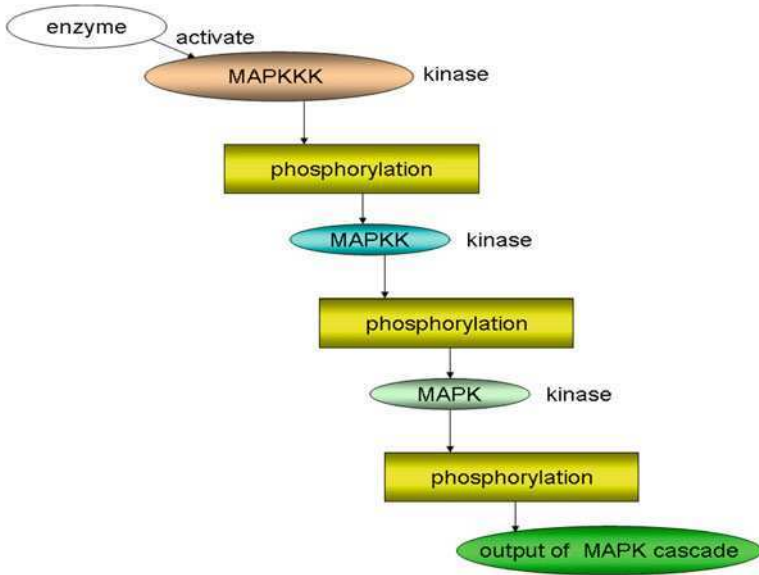 enzyme
activate
MAPKKK
kinase
phosphorylation
MAPKK
kinase
phosphorylation
MAPK
kinase
phosphorylation
output of MAPK cascade